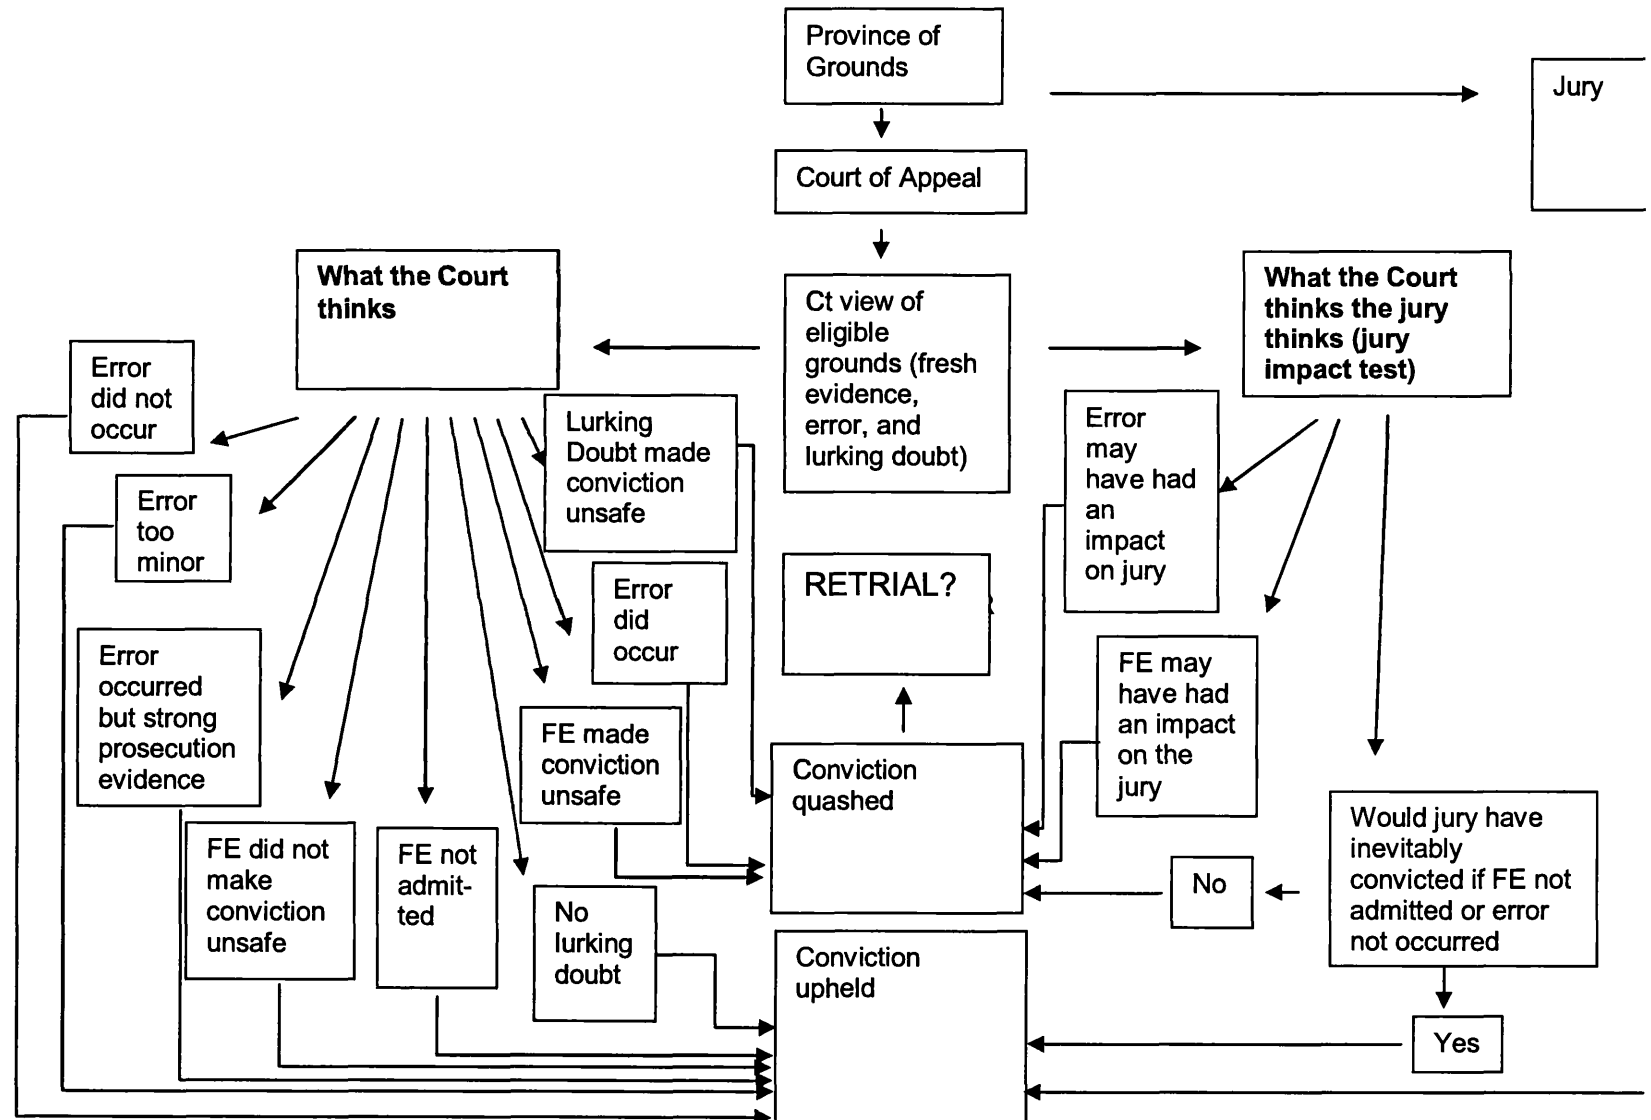 Province of
Grounds
Jury
Court of Appeal
What the Court
thinks
Ct view of
eligible
grounds (fresh
evidence,
error, and
lurking doubt)
What the Court
thinks the jury
thinks (jury
impact test)
Error
did not
occur
Lurking
Doubt made
conviction
unsafe
Error
may
have had
an
impact
on jury
Error
too
minor
Error
did
occur
RETRIAL?
Error
occurred
but strong
prosecution
evidence
FE may
have had
an impact
on the
jury
FE made
conviction
unsafe
Conviction
quashed
Would jury have
inevitably
convicted if FE not
admitted or error
not occurred
FE did not
make
conviction
unsafe
FE not
admit-
ted
No
lurking
doubt
No
Conviction
upheld
Yes